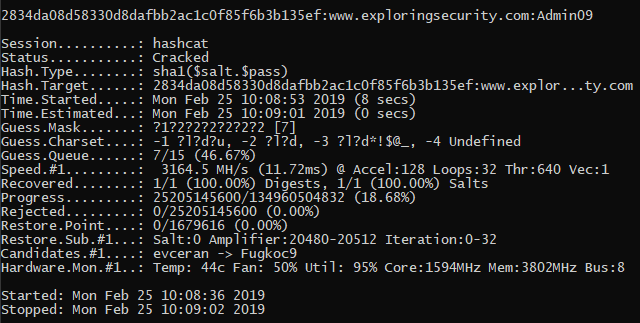 2834da08d58330d8dafbb2ac1c0f85f6b3b135ef:www.exploringsecurity.com:Admin09
Session..........: hashcat
Status...........: Cracked
Hash.Type........: sha1($salt.$pass)
Hash.Target......: 2834da08d58330d8dafbb2ac1c0f85f6b3b135ef:www.explor...ty.com
Time.Started.....: Mon Feb 25 10:08:53 2019 (8 secs)
Time.Estimated...: Mon Feb 25 10:09:01 2019 (0 secs)
Guess.Mask.......: ?1?2?2?2?2?2?2 [7]
Guess.Charset....: -1 ?l?d?u, -2 ?l?d, -3 ?l?d*!$@_, -4 Undefined
Guess.Queue......: 7/15 (46.67%)
Speed.#1.........:  3164.5 MH/s (11.72ms) @ Accel:128 Loops:32 Thr:640 Vec:1
Recovered........: 1/1 (100.00%) Digests, 1/1 (100.00%) Salts
Progress.........: 25205145600/134960504832 (18.68%)
Rejected.........: 0/25205145600 (0.00%)
Restore.Point....: 0/1679616 (0.00%)
Restore.Sub.#1...: Salt:0 Amplifier:20480-20512 Iteration:0-32
Candidates.#1....: evceran -> Fugkoc9
Hardware.Mon.#1..: Temp: 44c Fan: 50% Util: 95% Core:1594MHz Mem:3802MHz Bus:8
Started: Mon Feb 25 10:08:36 2019
Stopped: Mon Feb 25 10:09:02 2019